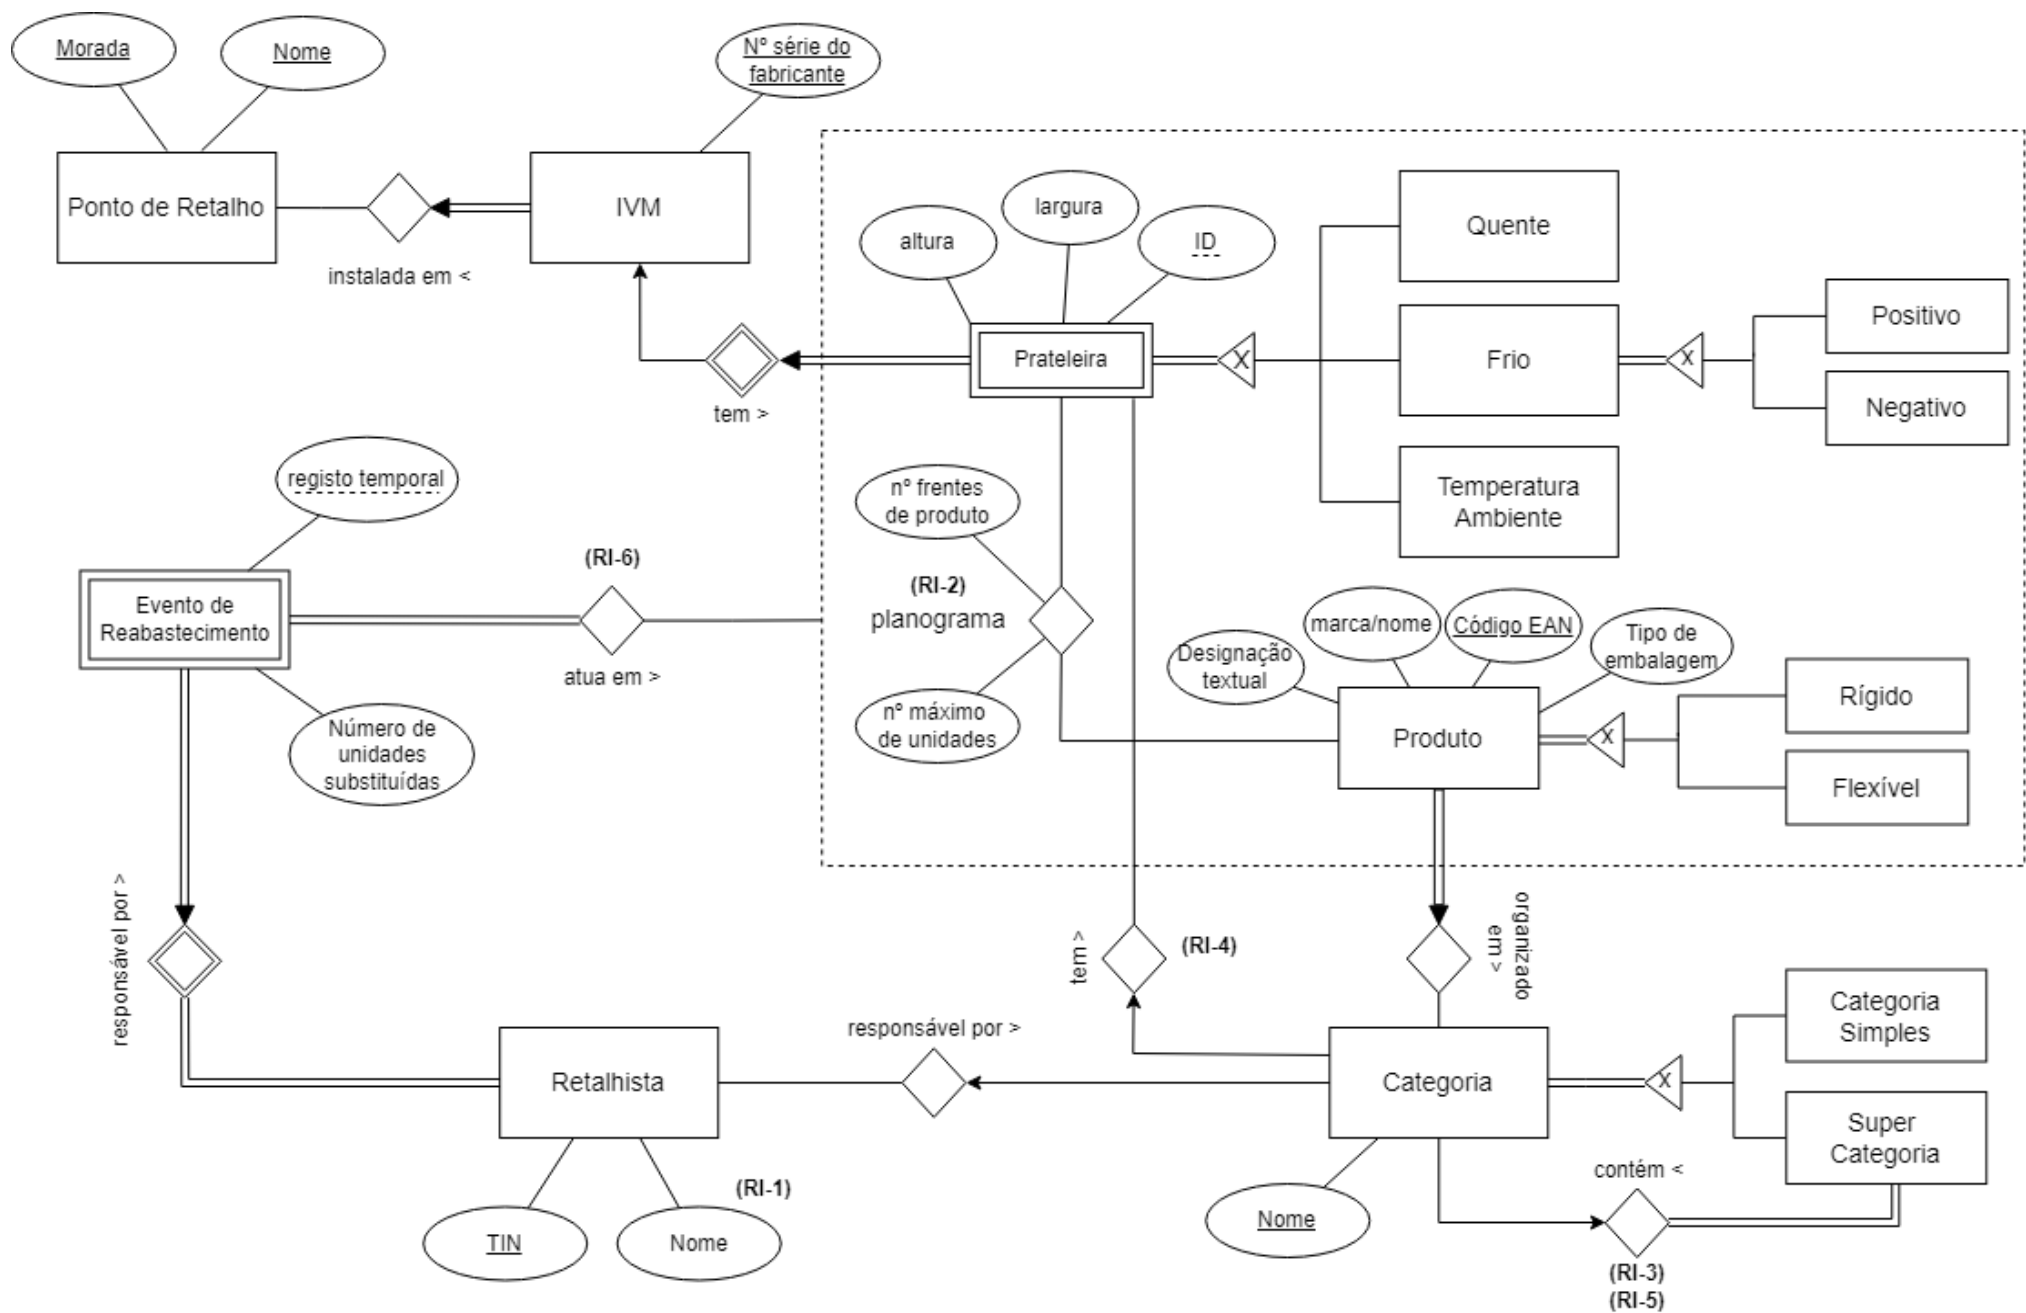 Morada
Nome
Nº série do
fabricante
Ponto de Retalho
instalada em <
IVM
altura
largura
ID
Prateleira
X
Quente
Frio
Temperatura
Ambiente
X
Positivo
Negativo
tem >
registo temporal
Evento de
Reabastecimento
Número de
unidades
substituídas
(RI-6)
atua em >
nº frentes
de produto
(RI-2)
planograma
nº máximo
de unidades
Designação
textual
marca/nome
Código EAN
Tipo de
embalagem
Produto
X
Rígido
Flexível
responsável por >
tem >
(RI-4)
organizado
em >
Retalhista
TIN
Nome
(RI-1)
responsável por >
Categoria
Nome
X
Categoria
Simples
Super
Categoria
contém <
(RI-3)
(RI-5)